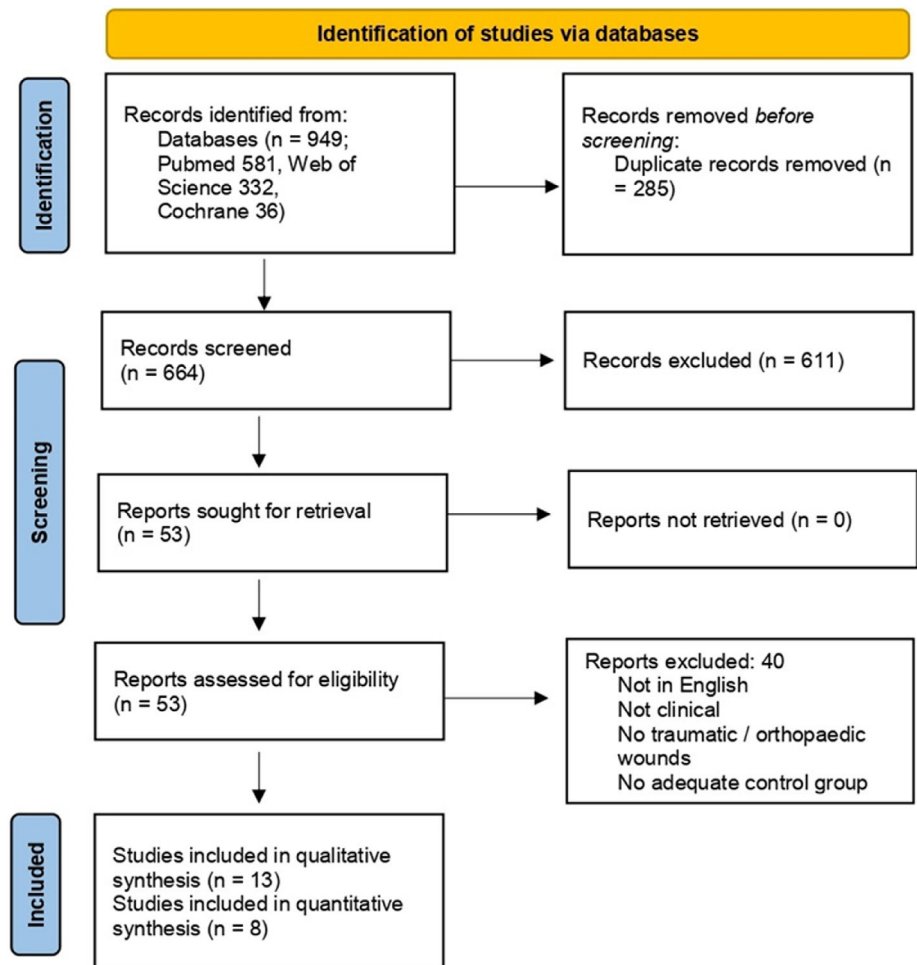 Identification of studies via databases
Identification
Records identified from:
Databases (n = 949;
Pubmed 581, Web of
Science 332,
Cochrane 36)
Records removed before
screening:
Duplicate records removed (n
= 285)
Screening
Records screened
(n = 664)
Records excluded (n = 611)
Reports sought for retrieval
(n = 53)
Reports not retrieved (n = 0)
Reports assessed for eligibility
(n = 53)
Reports excluded: 40
Not in English
Not clinical
No traumatic / orthopaedic
wounds
No adequate control group
Included
Studies included in qualitative
synthesis (n = 13)
Studies included in quantitative
synthesis (n = 8)